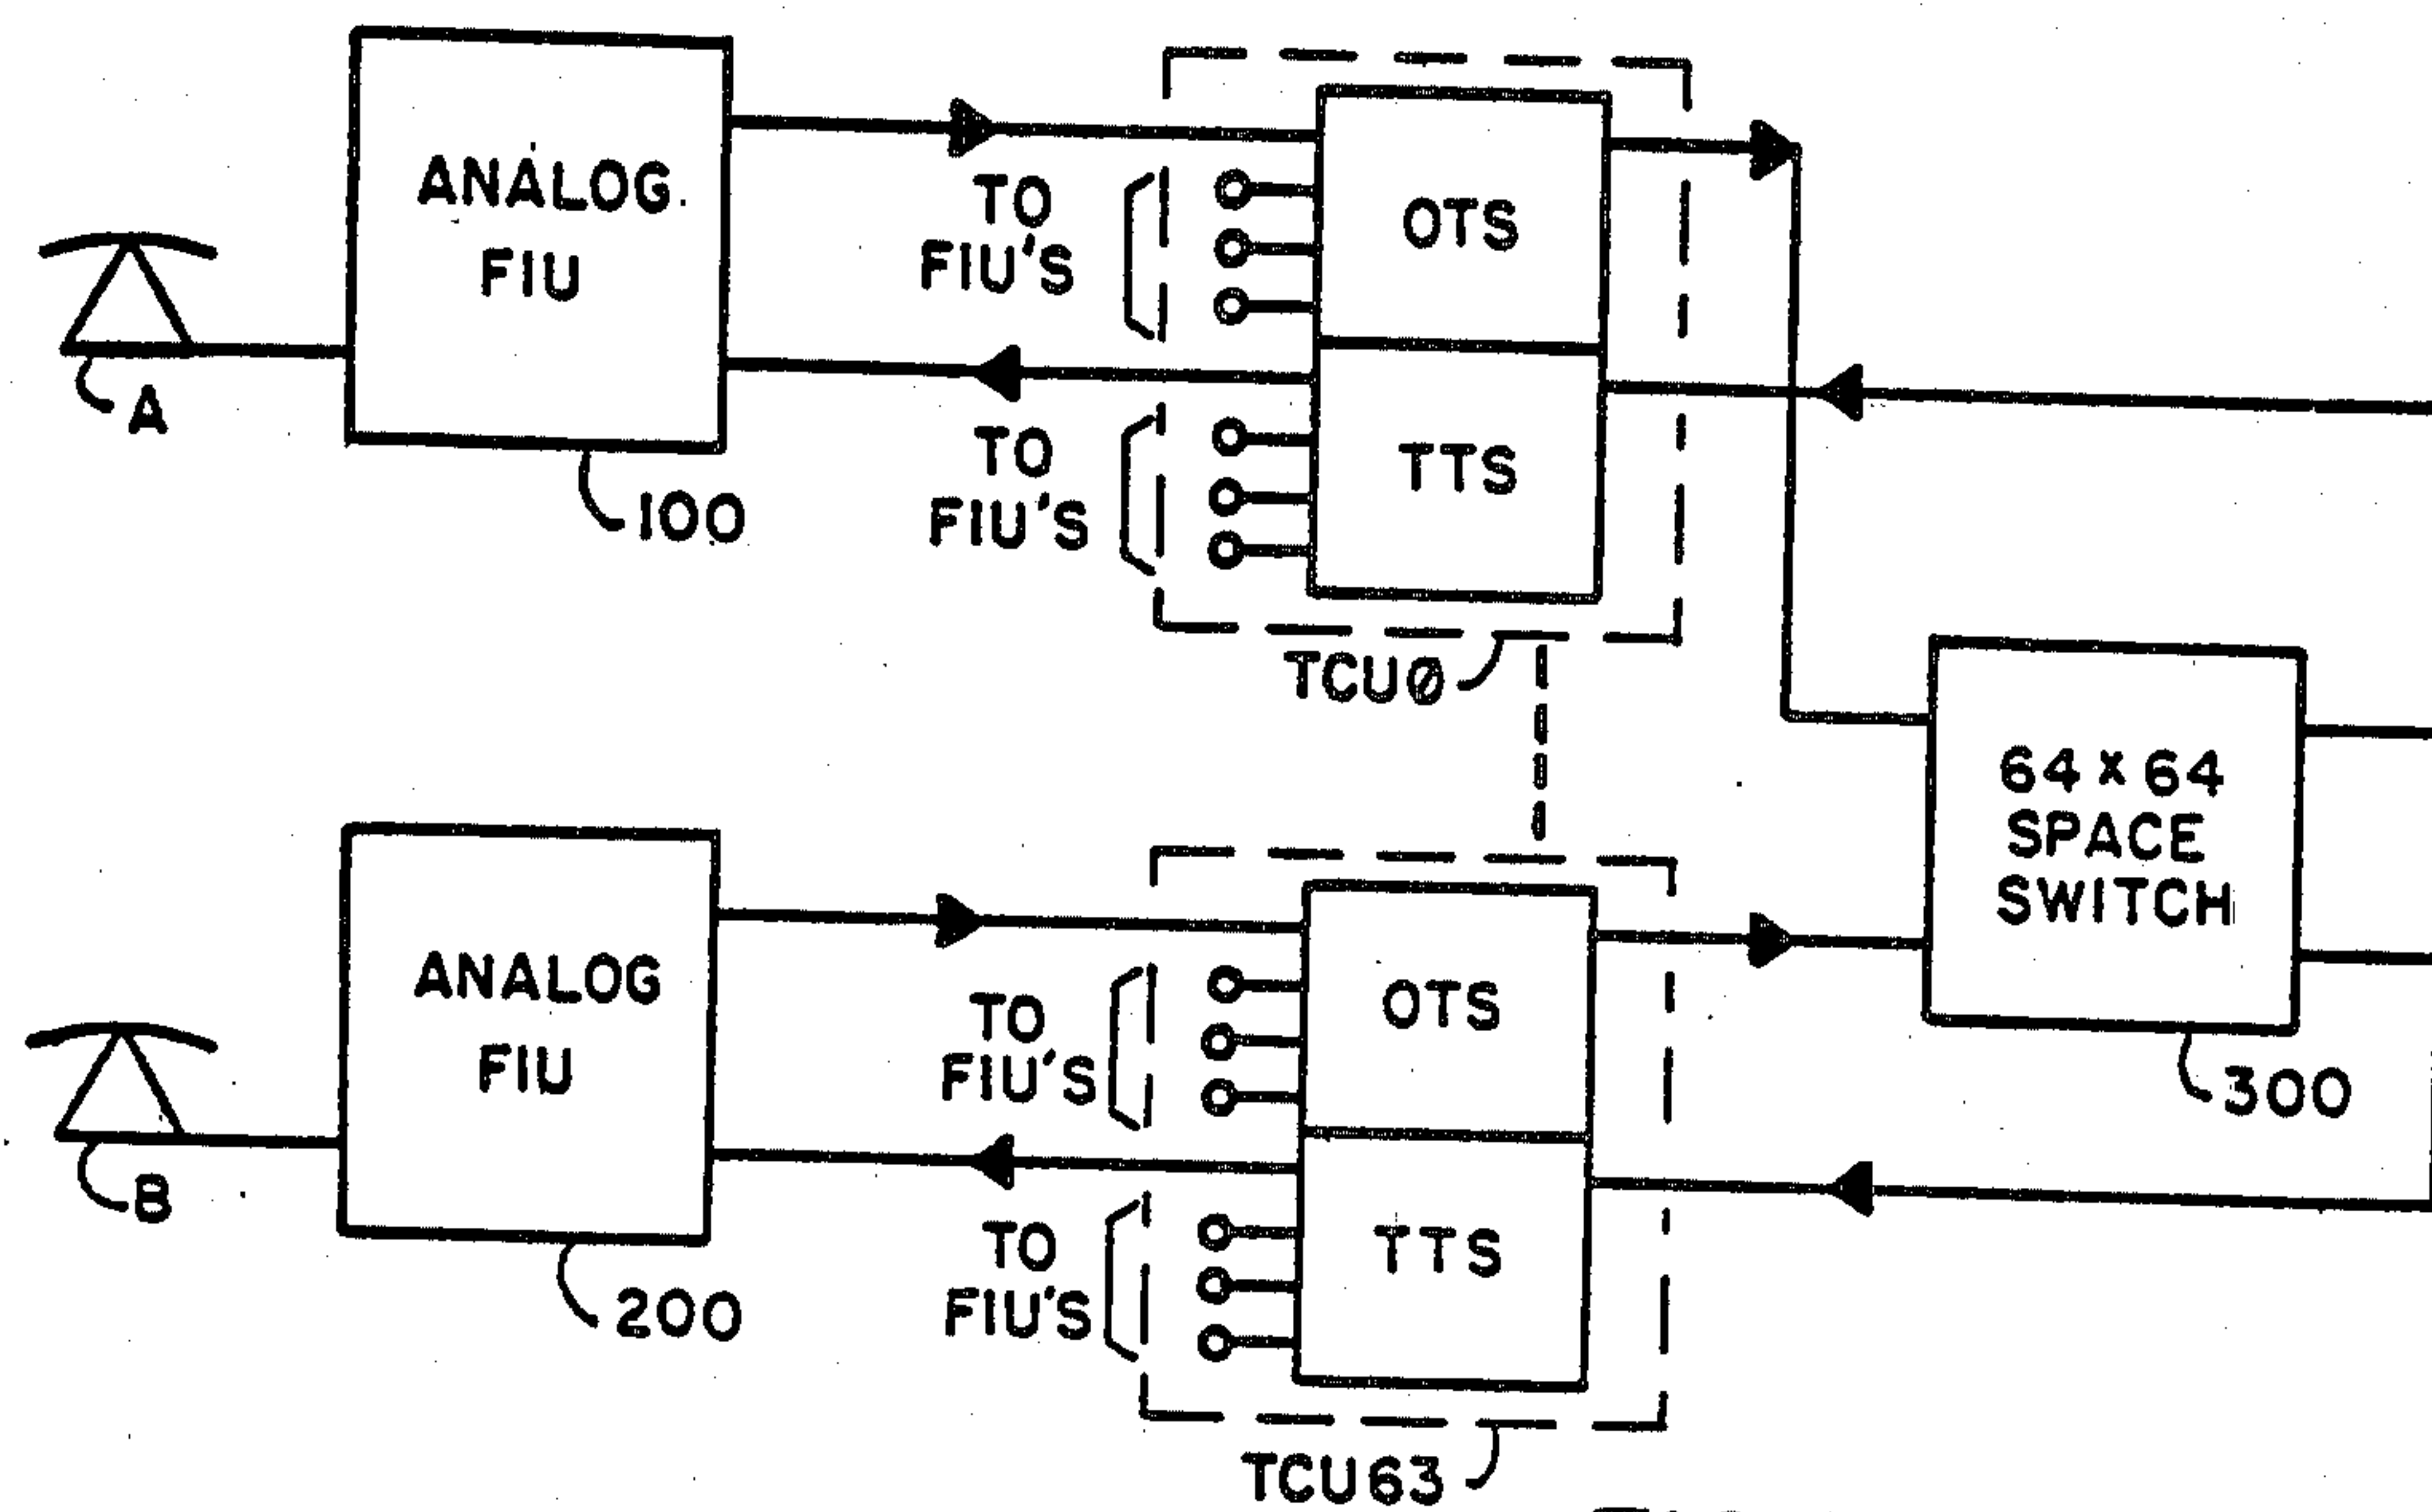 ANALOG.
FIU
A
100
TO
FIU'S
TO
FIU'S
OTS
TTS
TCU0
64 x 64
SPACE
SWITCH
300
ANALOG
FIU
B
200
TO
FIU'S
TO
FIU'S
OTS
TTS
TCU63